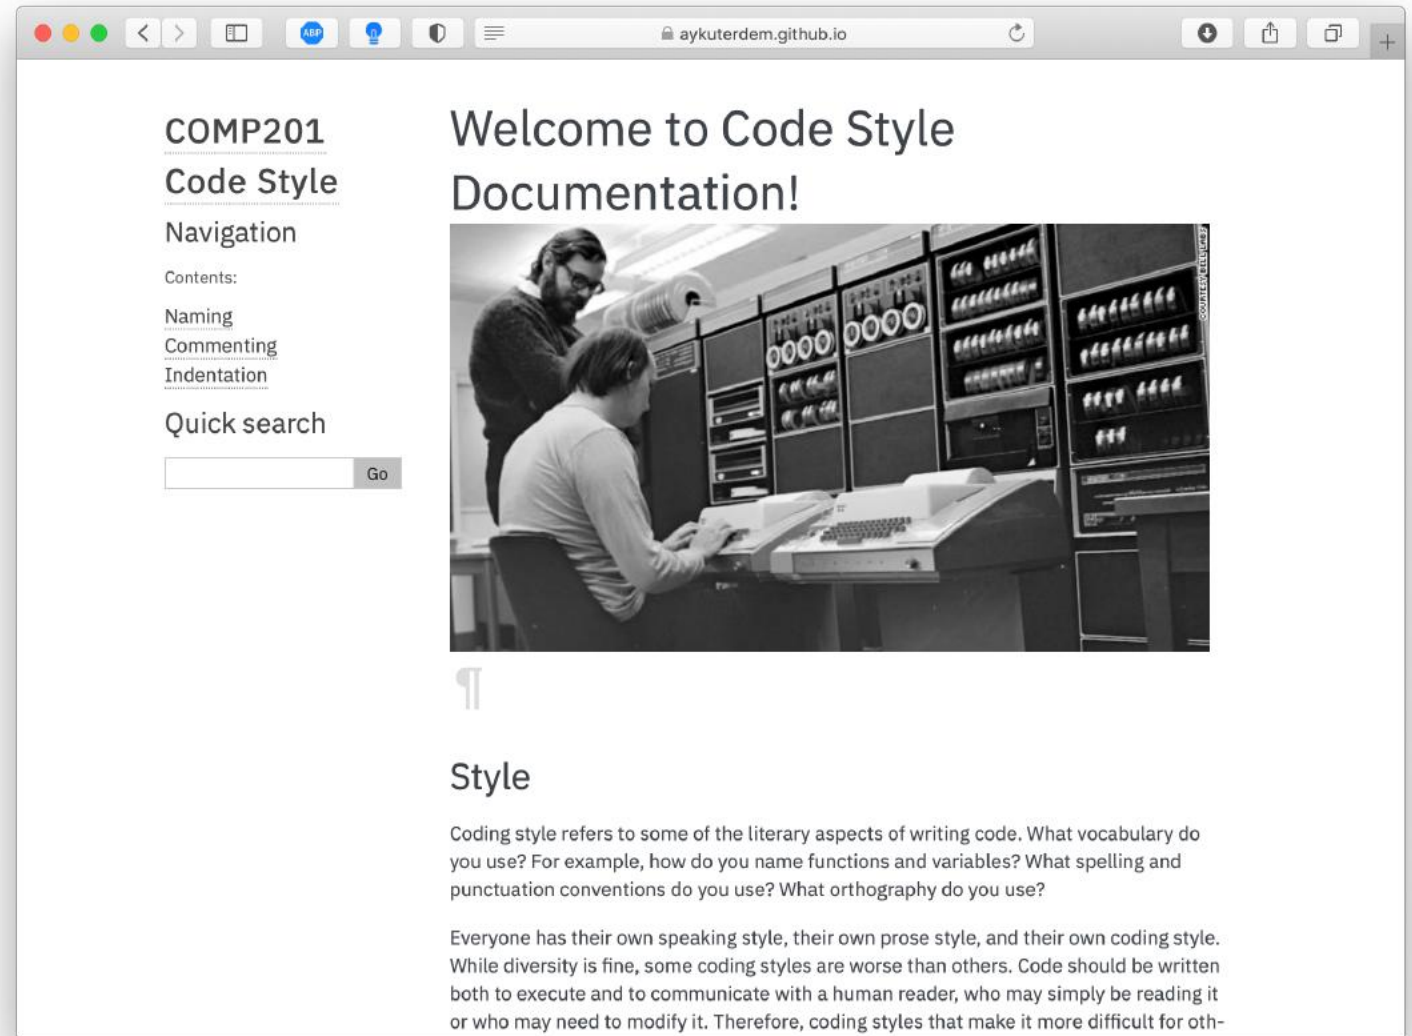 ABP
aykuterdem.github.io
COMP201
Code Style
Navigation
Contents:
Naming
Commenting
Indentation
Quick search
Go
Welcome to Code Style
Documentation!
COURTESY BELL LABS
¶
Style
Coding style refers to some of the literary aspects of writing code. What vocabulary do
you use? For example, how do you name functions and variables? What spelling and
punctuation conventions do you use? What orthography do you use?
Everyone has their own speaking style, their own prose style, and their own coding style.
While diversity is fine, some coding styles are worse than others. Code should be written
both to execute and to communicate with a human reader, who may simply be reading it
or who may need to modify it. Therefore, coding styles that make it more difficult for oth-